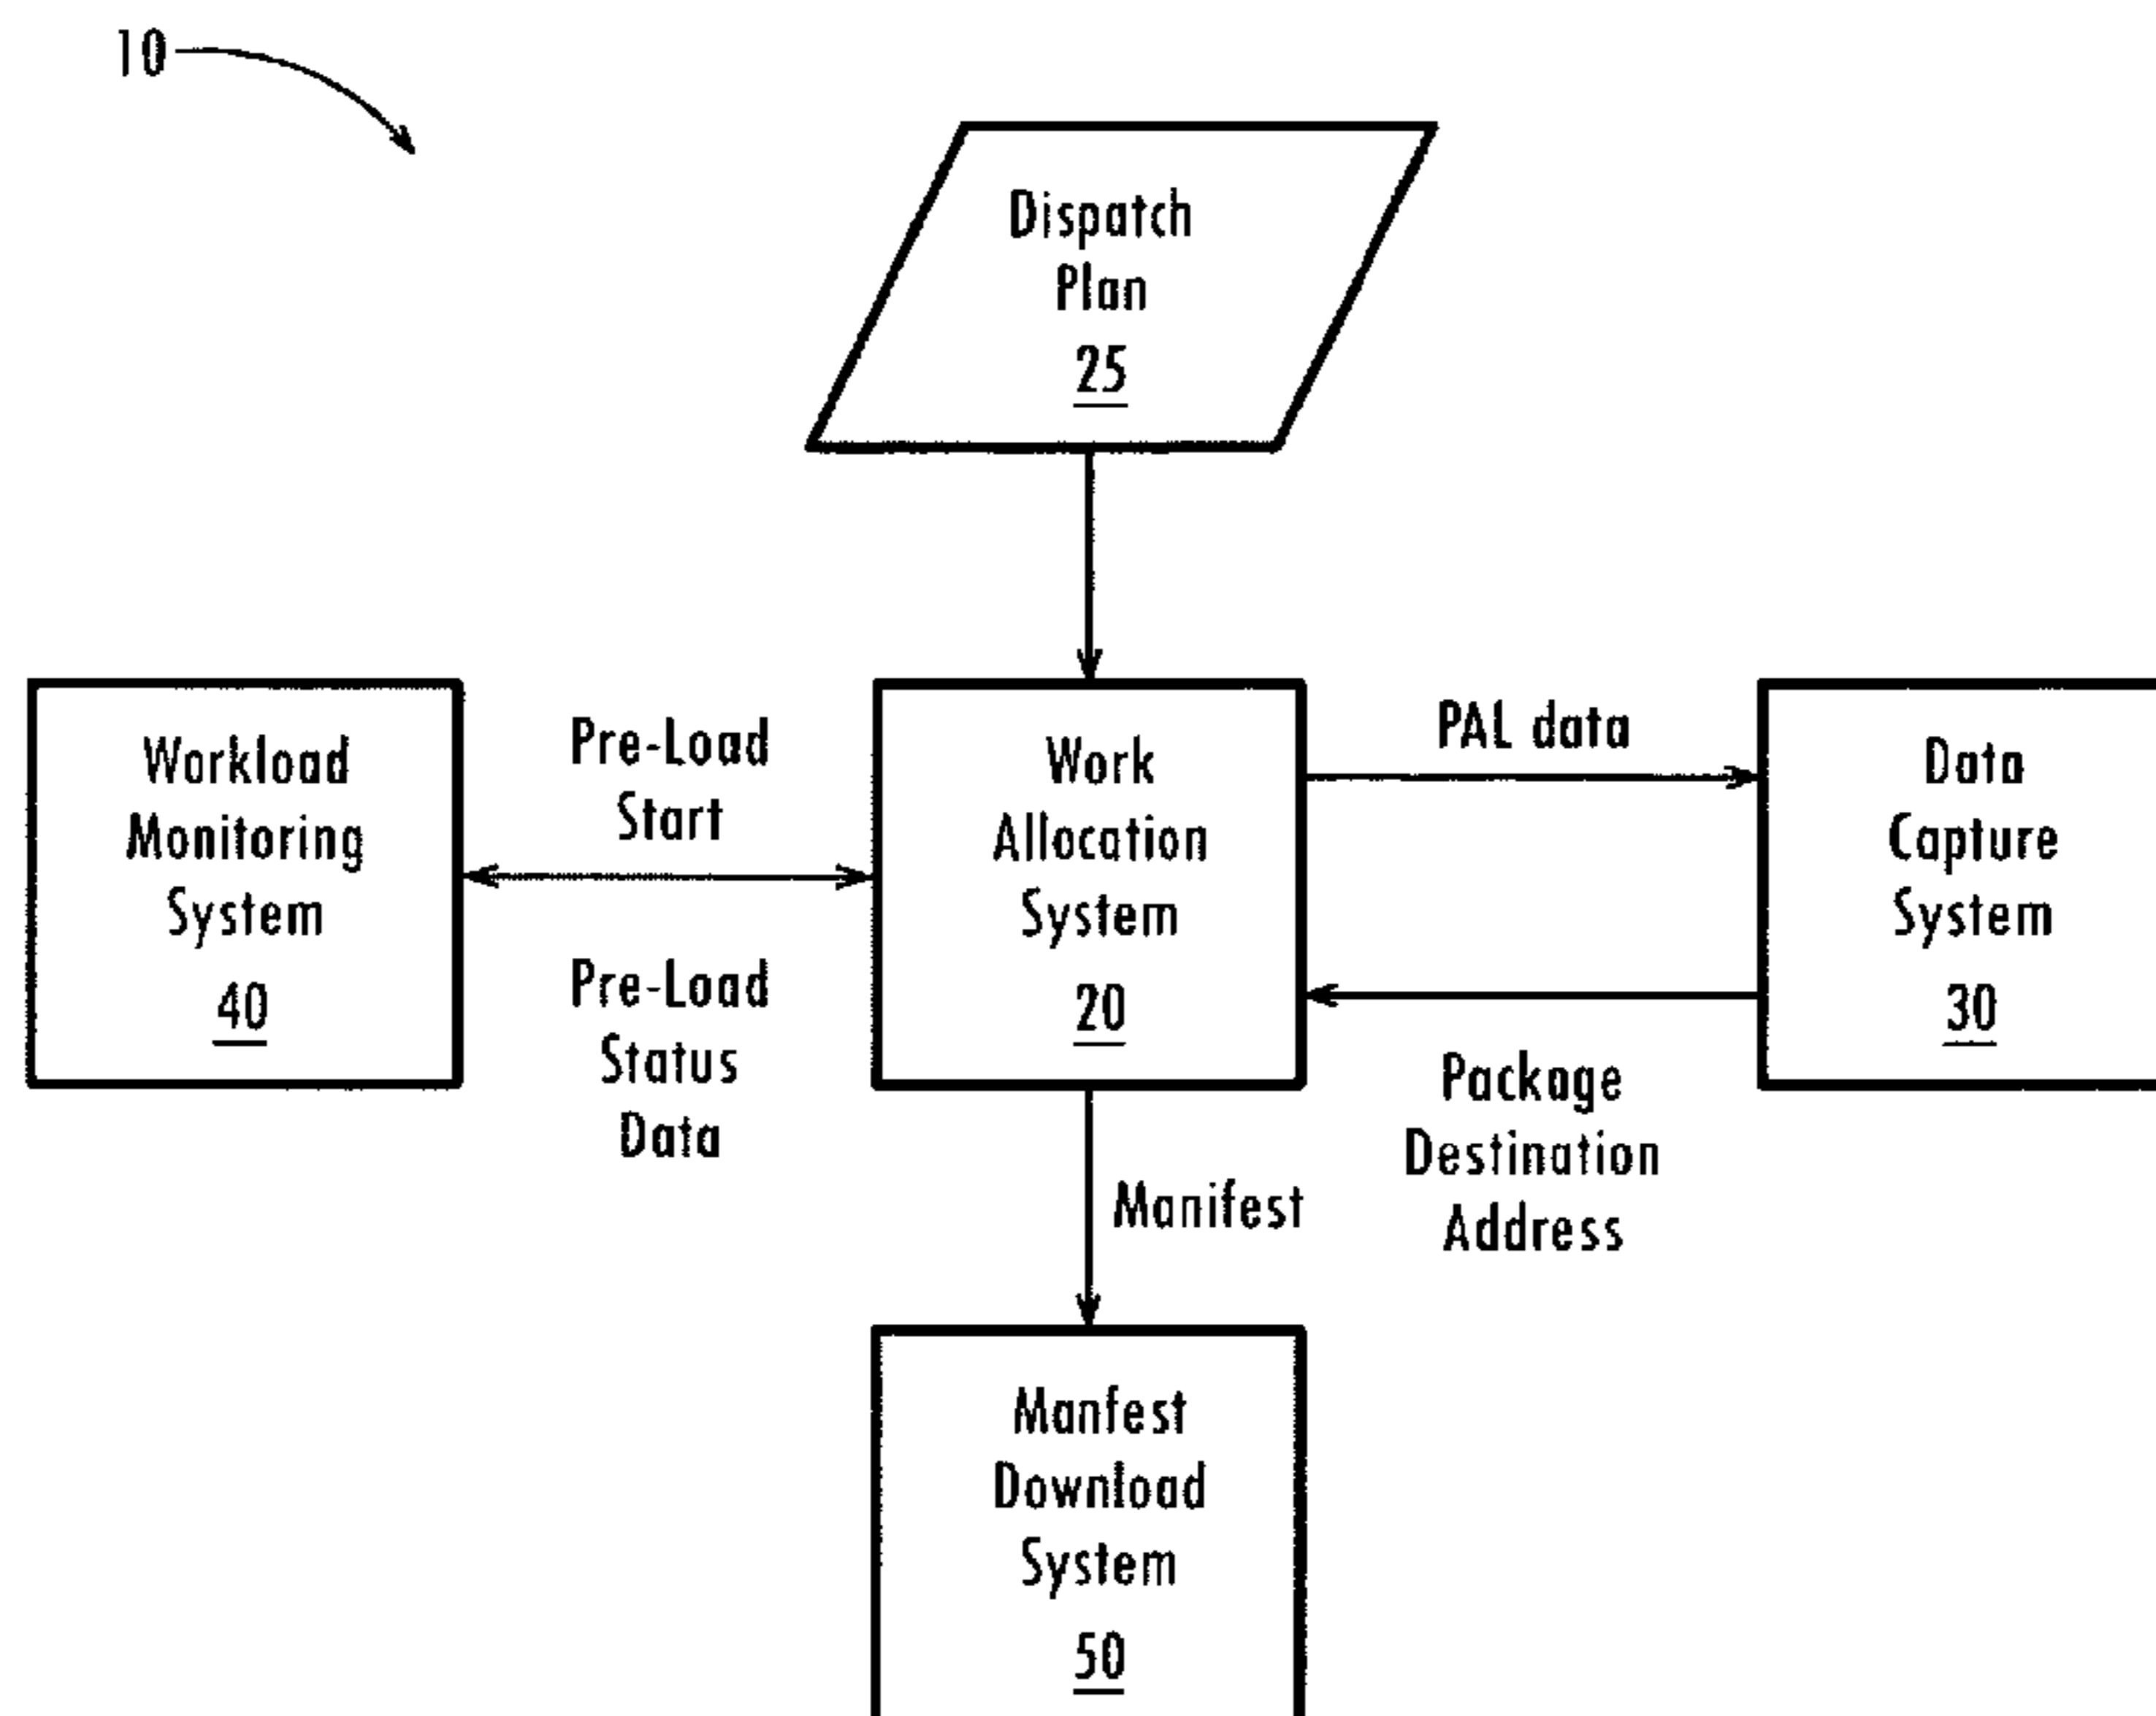 10
Dispatch
Plan
25
Workload
Monitoring
System
40
Pre-Load
Start
Pre-Load
Status
Data
Work
Allocation
System
20
PAL data
Package
Destination
Address
Data
Capture
System
30
Manifest
Manfest
Download
System
50